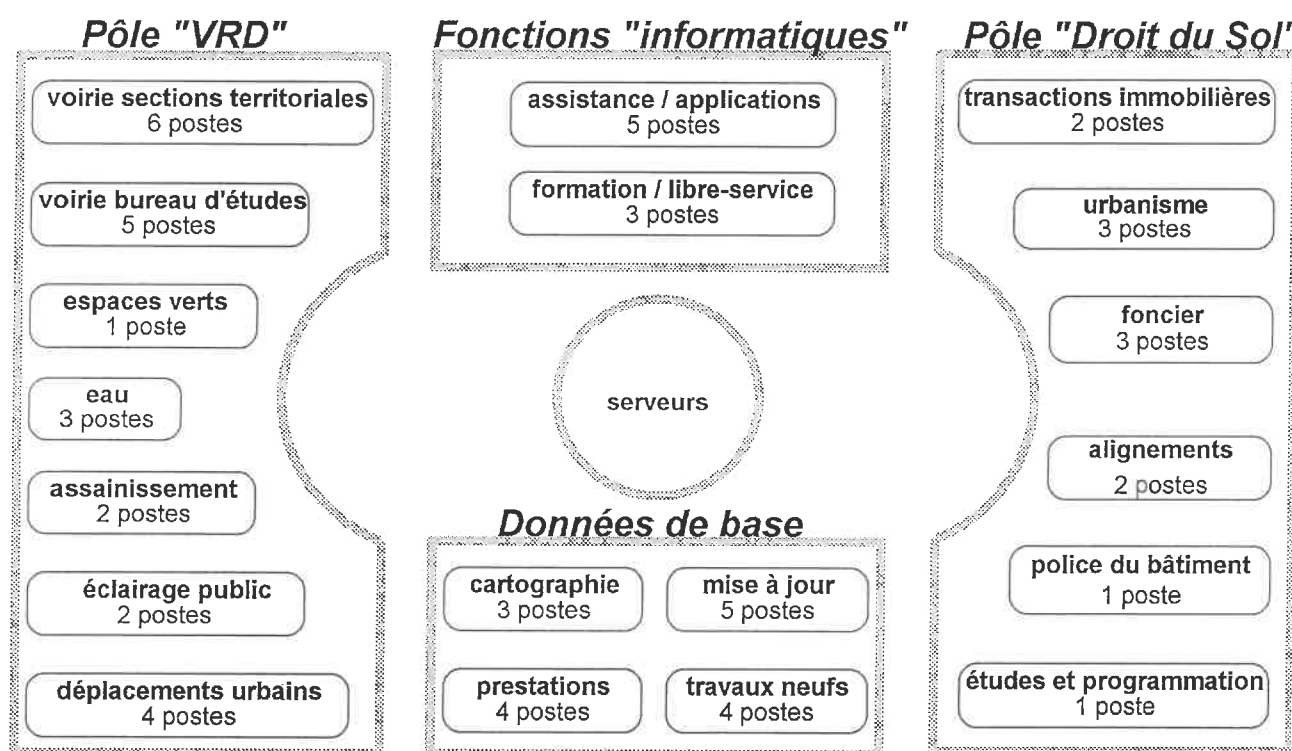 Pôle "VRD"
voirie sections territoriales
6 postes
voirie bureau d'études
5 postes
espaces verts
1 poste
eau
3 postes
assainissement
2 postes
éclairage public
2 postes
déplacements urbains
4 postes
Fonctions "informatiques"
assistance / applications
5 postes
formation / libre-service
3 postes
serveurs
Données de base
cartographie
3 postes
mise à jour
5 postes
prestations
4 postes
travaux neufs
4 postes
Pôle "Droit du Sol"
transactions immobilières
2 postes
urbanisme
3 postes
foncier
3 postes
alignements
2 postes
police du bâtiment
1 poste
études et programmation
1 poste